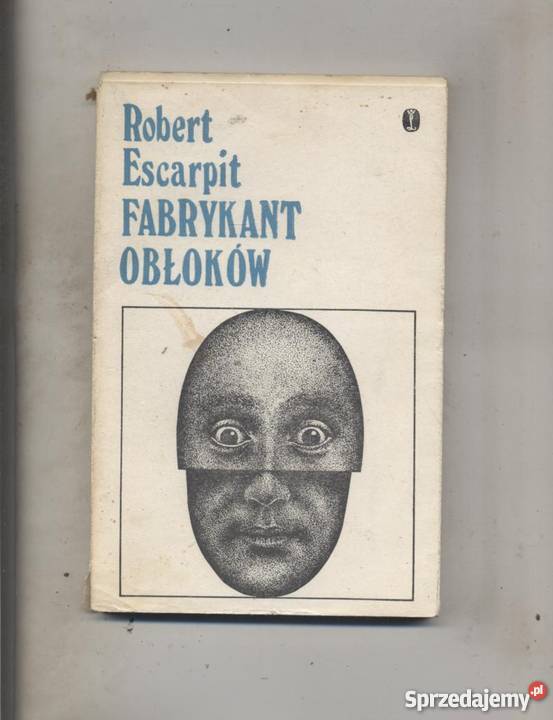 Robert
Escarpit
FABRYKANT
OBŁOKÓW
Sprzedajemy.pl